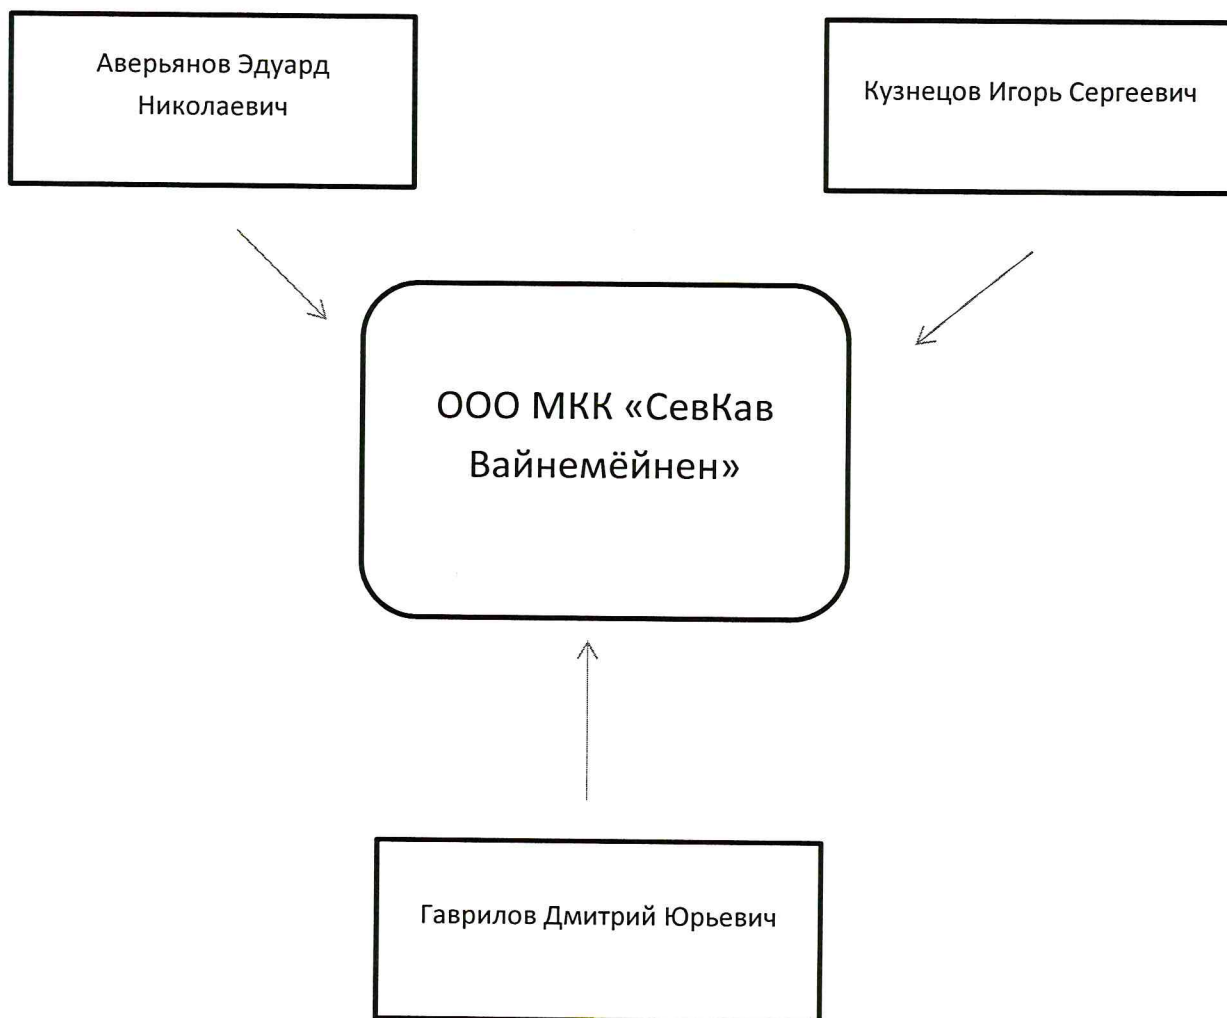 Аверьянов Эдуард
Николаевич
Кузнецов Игорь Сергеевич
ООО МКК «СевКав
Вайнемёйнен»
Гаврилов Дмитрий Юрьевич